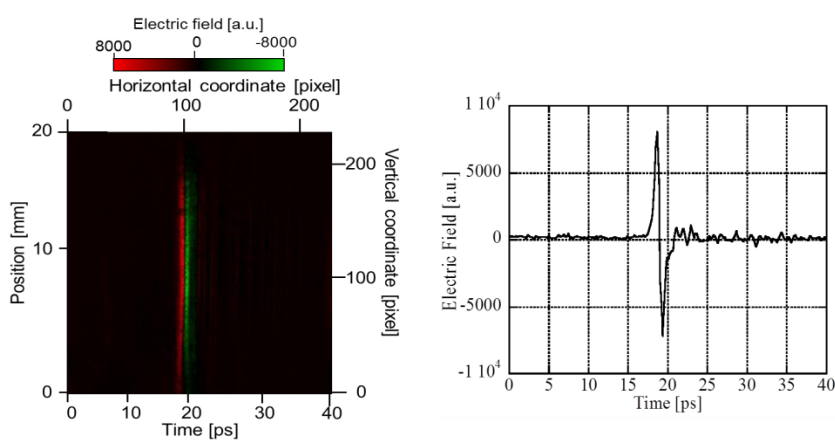 Electric field [a.u.]
8000 0 -8000
Horizontal coordinate [pixel]
0 100 200
20
10
0
Position [mm]
200
100
0
Vertical coordinate [pixel]
0 10 20 30 40
Time [ps]
1 10⁴
5000
0
-5000
-1 10⁴
Electric Field [a.u.]
0 5 10 15 20 25 30 35 40
Time [ps]